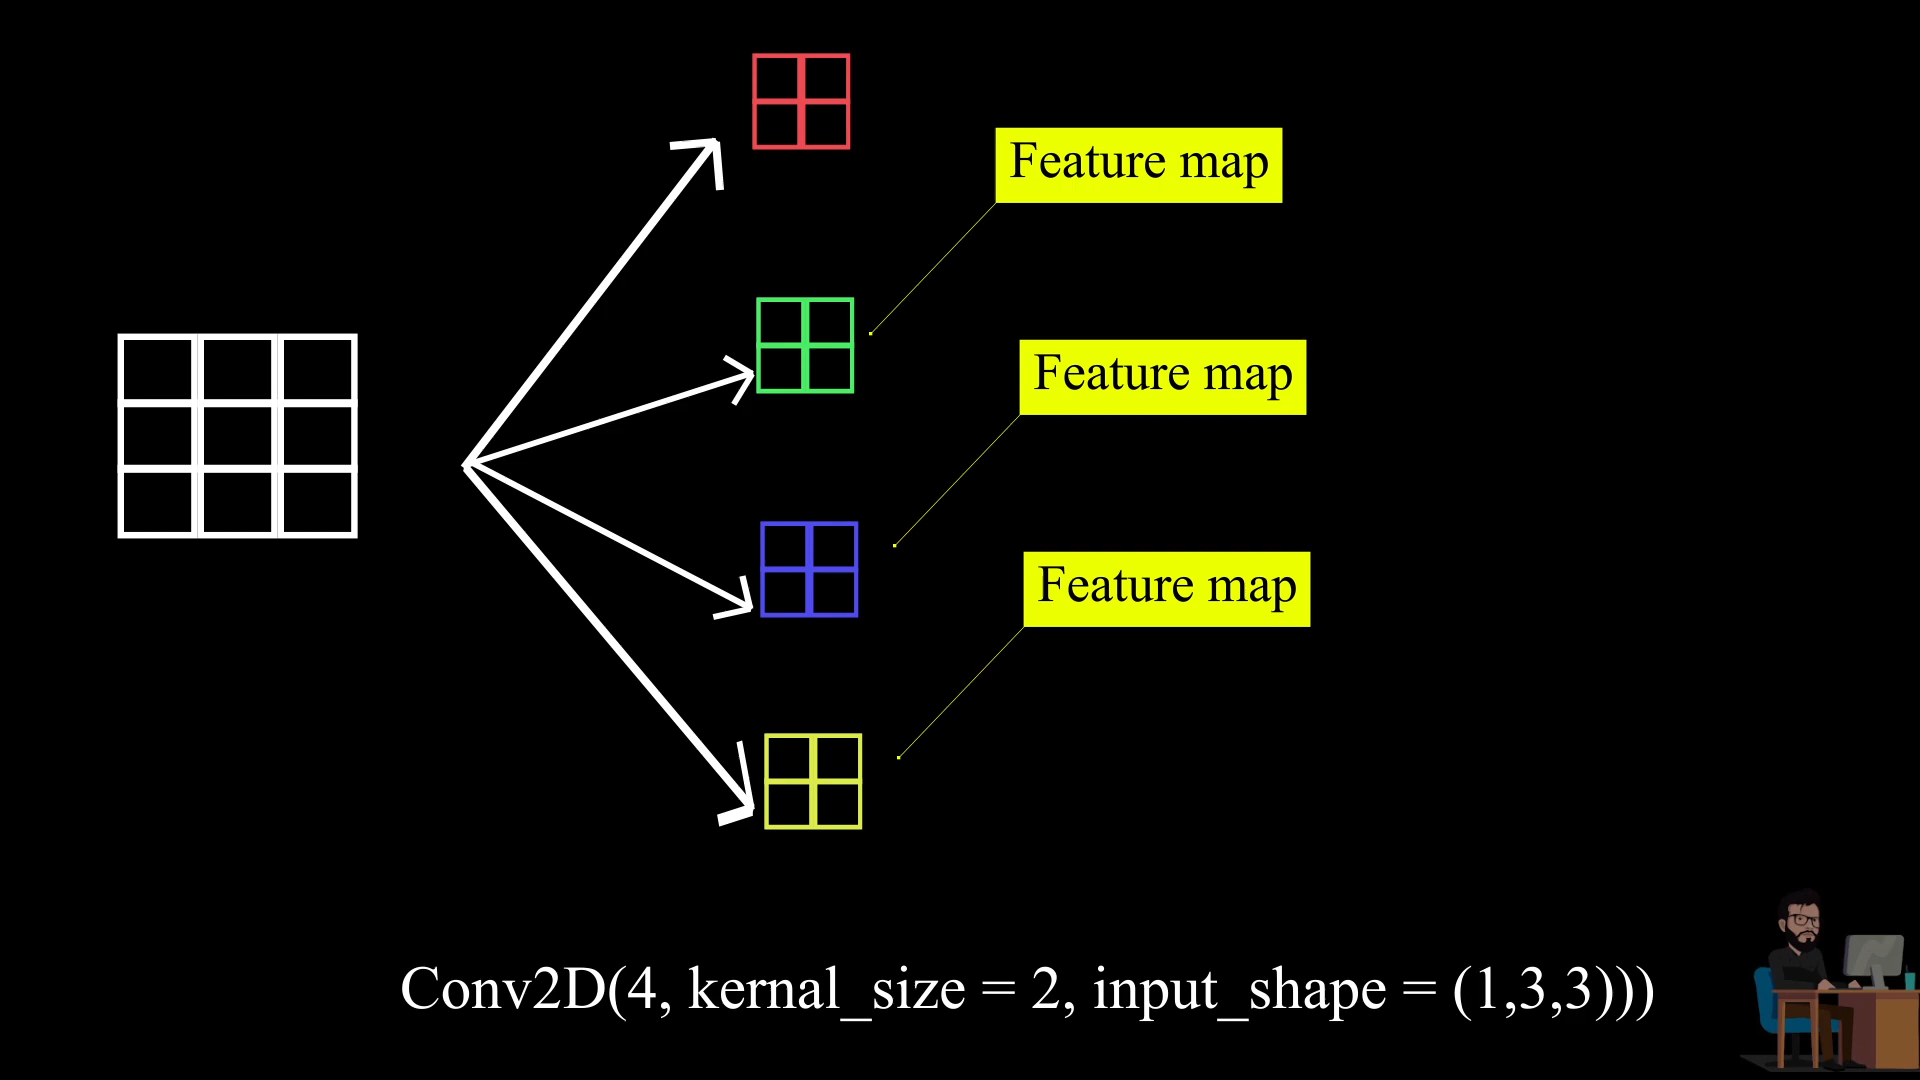 Feature map
Feature map
Feature map
Conv2D(4, kernal_size = 2, input_shape = (1,3,3)))